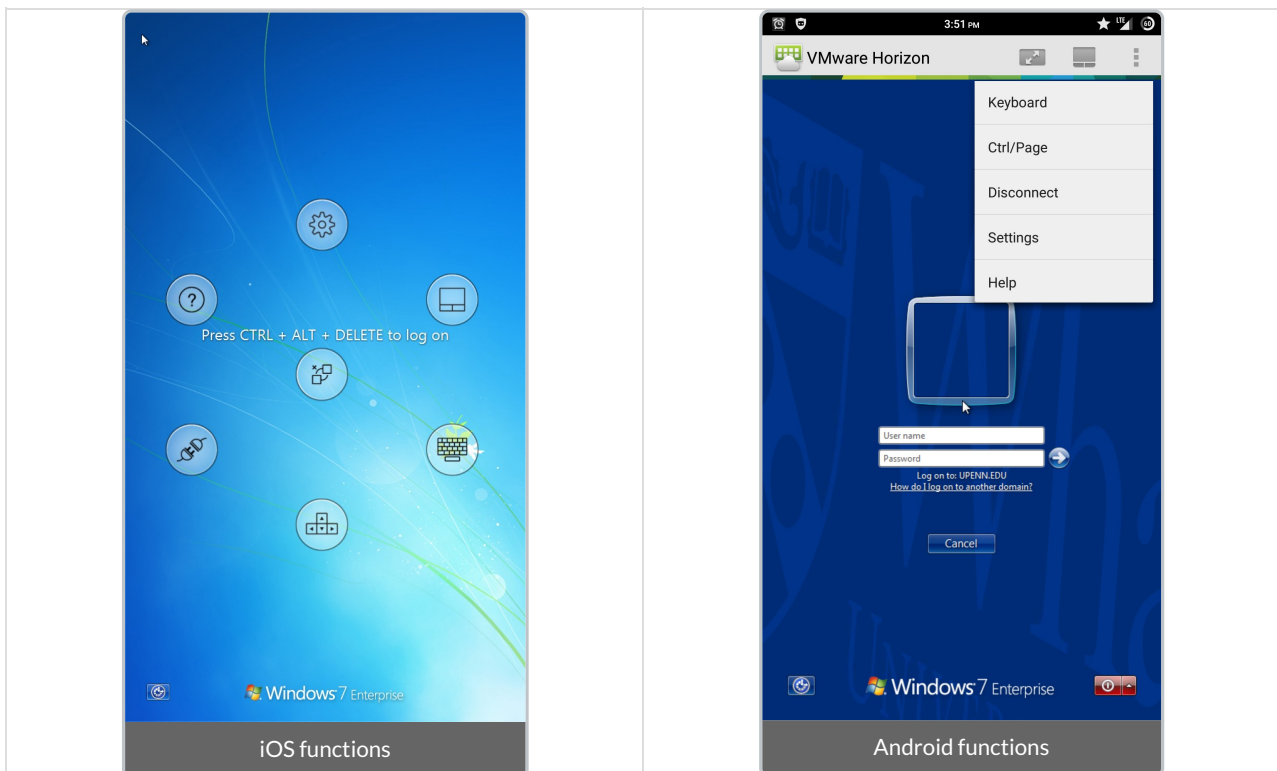 ?
Press CTRL + ALT + DELETE to log on
Windows 7 Enterprise
iOS functions
3:51 PM
LTE
60
VMware Horizon
Keyboard
Ctrl/Page
Disconnect
Settings
Help
User name
Password
Log on to: UPENN.EDU
How do I log on to another domain?
Cancel
Windows 7 Enterprise
Android functions